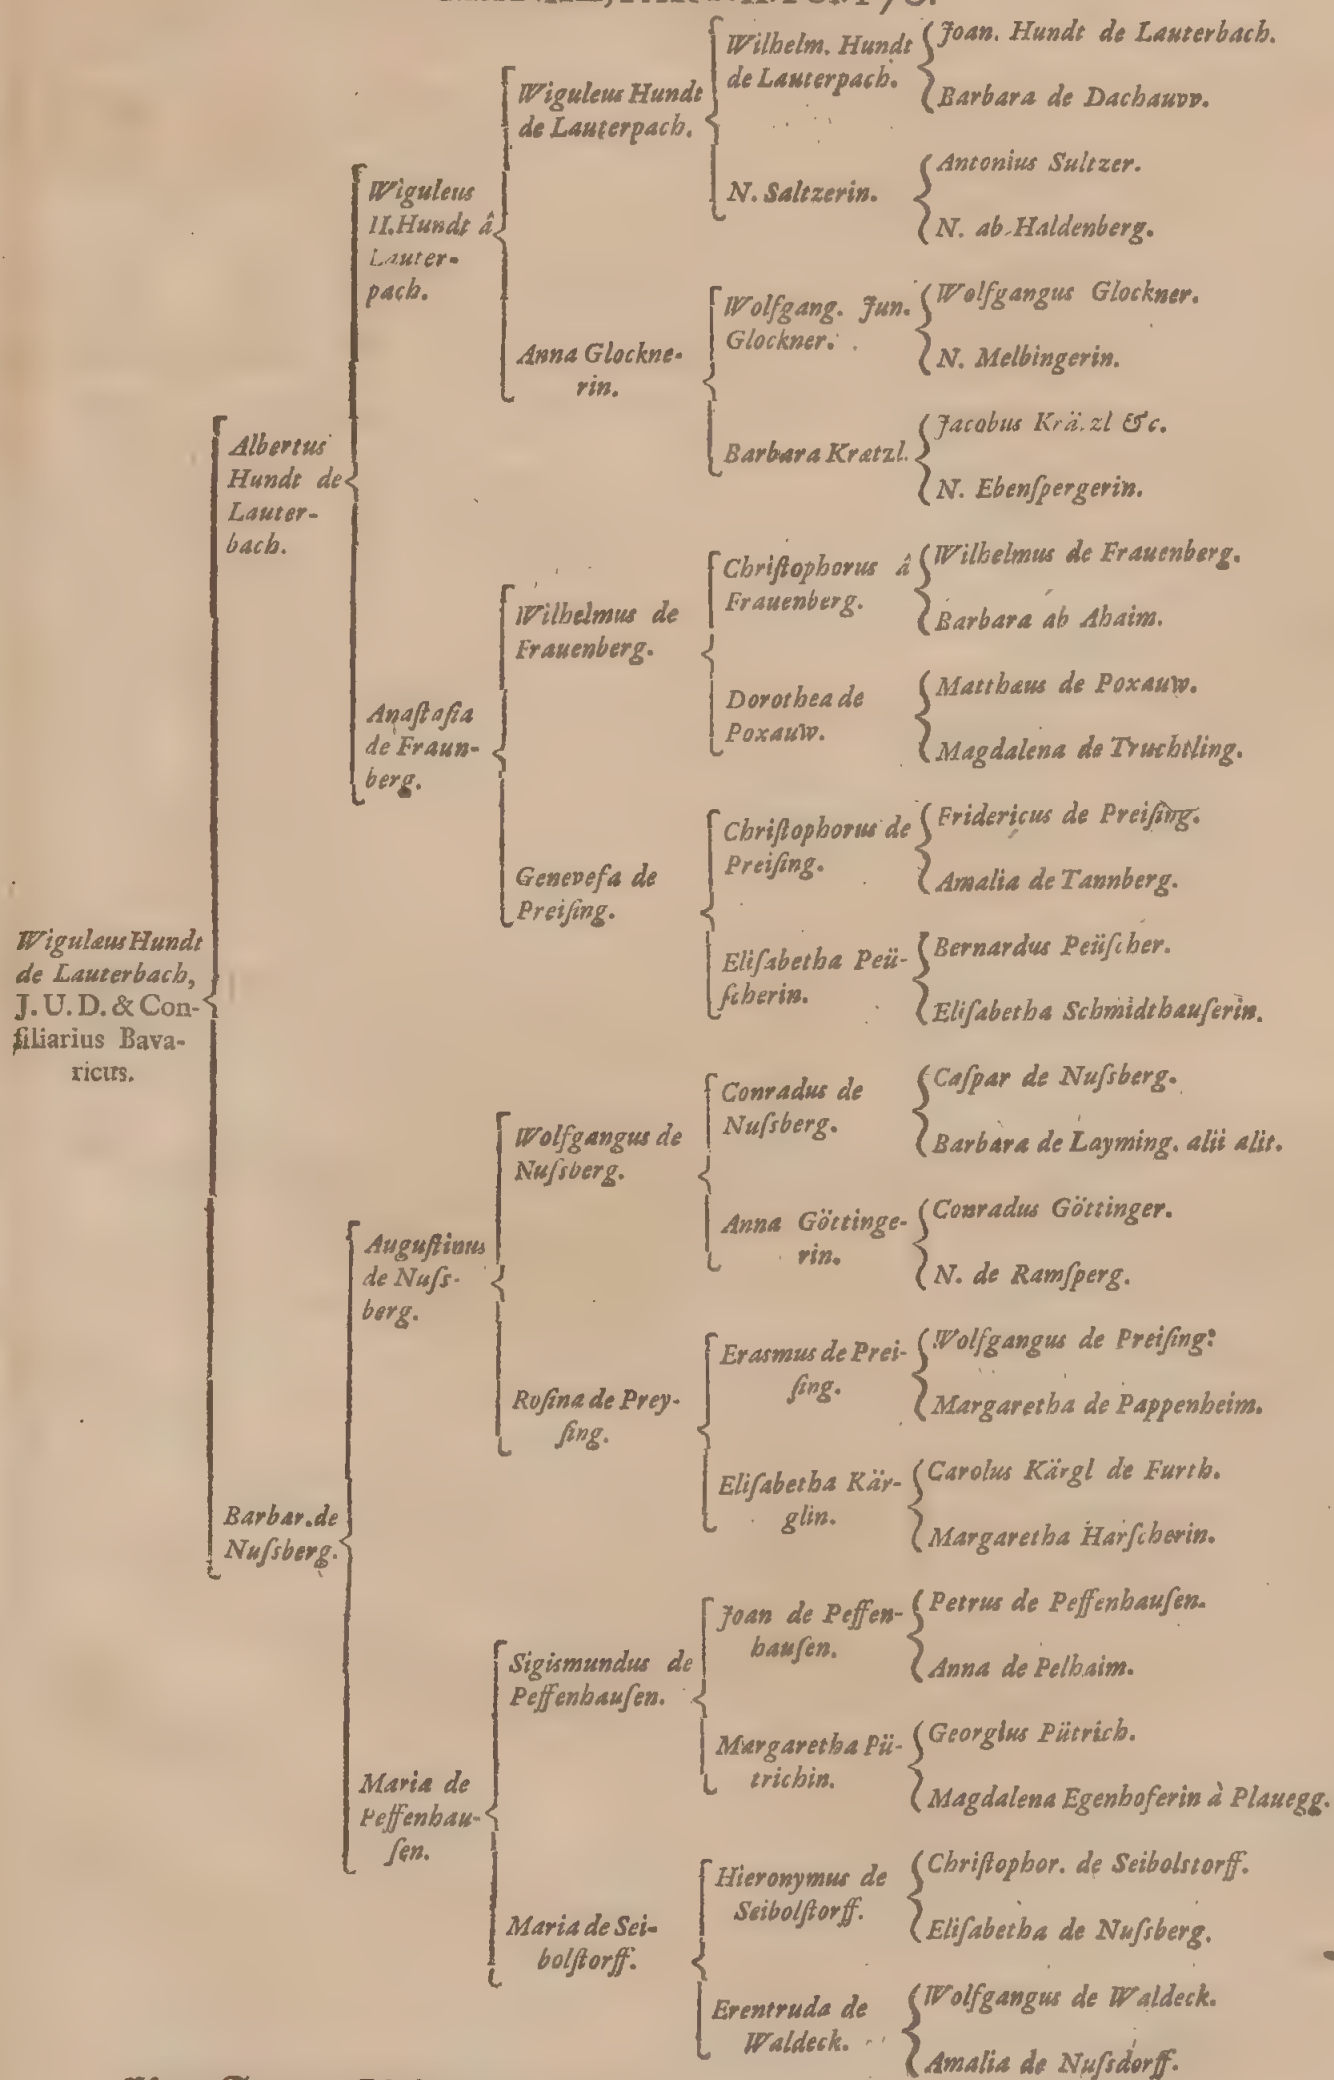 Wiguleus Hundt
de Lauterbach,
J. U. D. & Con-
ſiliarius Bava-
ricus.
Albertus
Hundt de
Lauter-
bach.
Barbar. de
Nuſsberg.
Wiguleus
II. Hundt â
Lauter-
pach.
Anaſtaſia
de Fraun-
berg.
Auguſtinus
de Nuſs-
berg.
Maria de
Peffenhau-
ſen.
Wiguleus Hundt
de Lauterpach.
Anna Glockne-
rin.
Wilhelmus de
Frauenberg.
Genevefa de
Preiſing.
Wolfgangus de
Nuſsberg.
Roſina de Prey-
ſing.
Sigismundus de
Peffenhauſen.
Maria de Sei-
bolſtorff.
Wilhelm. Hundt
de Lauterpach.
N. Saltzerin.
Wolfgang. Jun.
Glockner.
Barbara Kratzl.
Chriſtophorus â
Frauenberg.
Dorothea de
Poxauw.
Chriſtophorus de
Preiſing.
Eliſabetha Peü-
ſcherin.
Conradus de
Nuſsberg.
Anna Göttinge-
rin.
Erasmus de Prei-
ſing.
Eliſabetha Kär-
glin.
Joan de Peffen-
hauſen.
Margaretha Pü-
trichin.
Hieronymus de
Seibolſtorff.
Erentruda de
Waldeck.
Joan. Hundt de Lauterbach.
Barbara de Dachauvv.
Antonius Sultzer.
N. ab Haldenberg.
Wolfgangus Glockner.
N. Melbingerin.
Jacobus Krätzl &c.
N. Ebenſpergerin.
Wilhelmus de Frauenberg.
Barbara ab Ahaim.
Matthæus de Poxauw.
Magdalena de Truchtling.
Fridericus de Preiſing.
Amalia de Tannberg.
Bernardus Peüſcher.
Eliſabetha Schmidthauſerin.
Caſpar de Nuſsberg.
Barbara de Layming. alii alit.
Conradus Göttinger.
N. de Ramſperg.
Wolfgangus de Preiſing:
Margaretha de Pappenheim.
Carolus Kärgl de Furth.
Margaretha Harſcherin.
Petrus de Peffenhauſen.
Anna de Pelhaim.
Georgius Pütrich.
Magdalena Egenhoferin à Plauegg.
Chriſtophor. de Seibolstorff.
Eliſabetha de Nuſsberg.
Wolfgangus de Waldeck.
Amalia de Nuſsdorff.